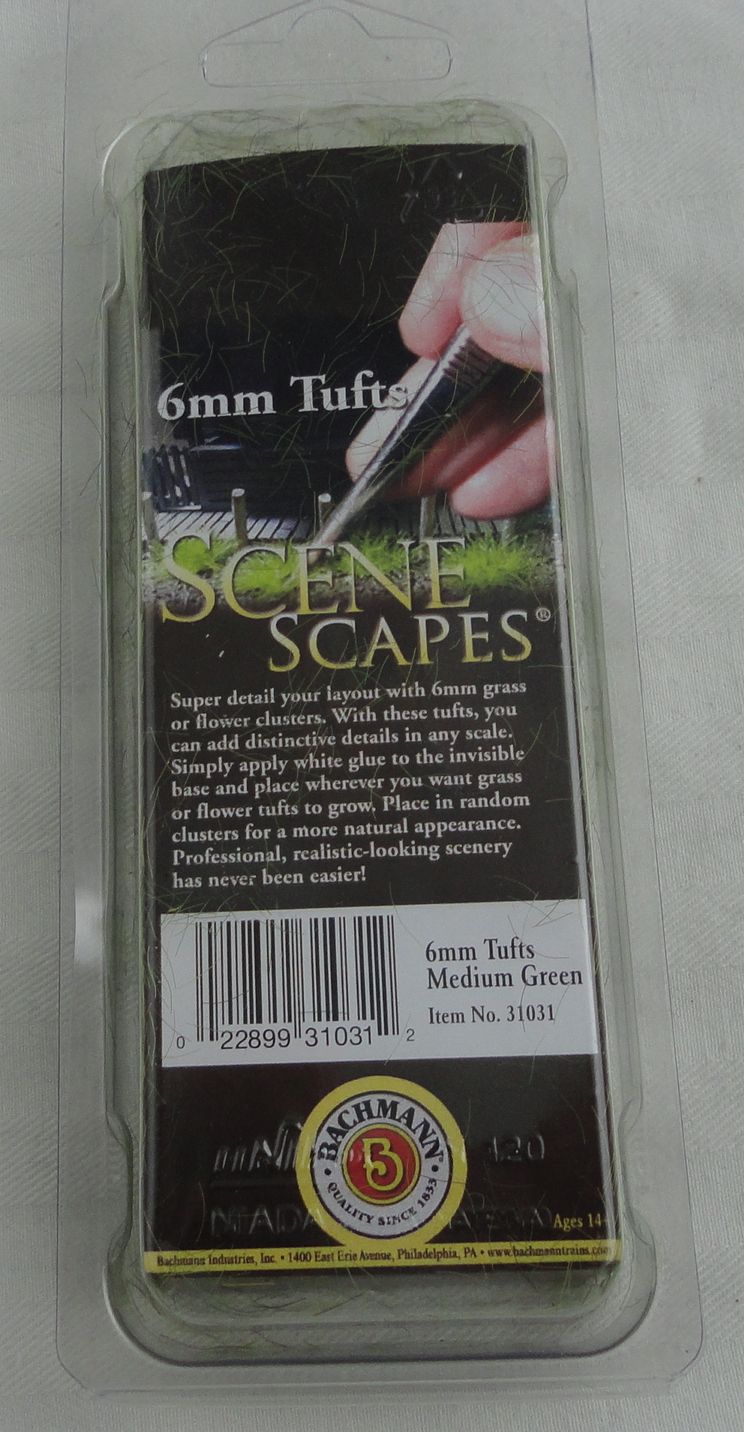 6mm Tufts
SCENE
SCAPES®
Super detail your layout with 6mm grass
or flower clusters. With these tufts, you
can add distinctive details in any scale.
Simply apply white glue to the invisible
base and place wherever you want grass
or flower tufts to grow. Place in random
clusters for a more natural appearance.
Professional, realistic-looking scenery
has never been easier!
6mm Tufts
Medium Green
Item No. 31031
0 22899 31031 2
BACHMANN
B
QUALITY SINCE 1833
120
Ages 14+
Bachmann Industries, Inc. • 1400 East Erie Avenue, Philadelphia, PA • www.bachmanntrains.com